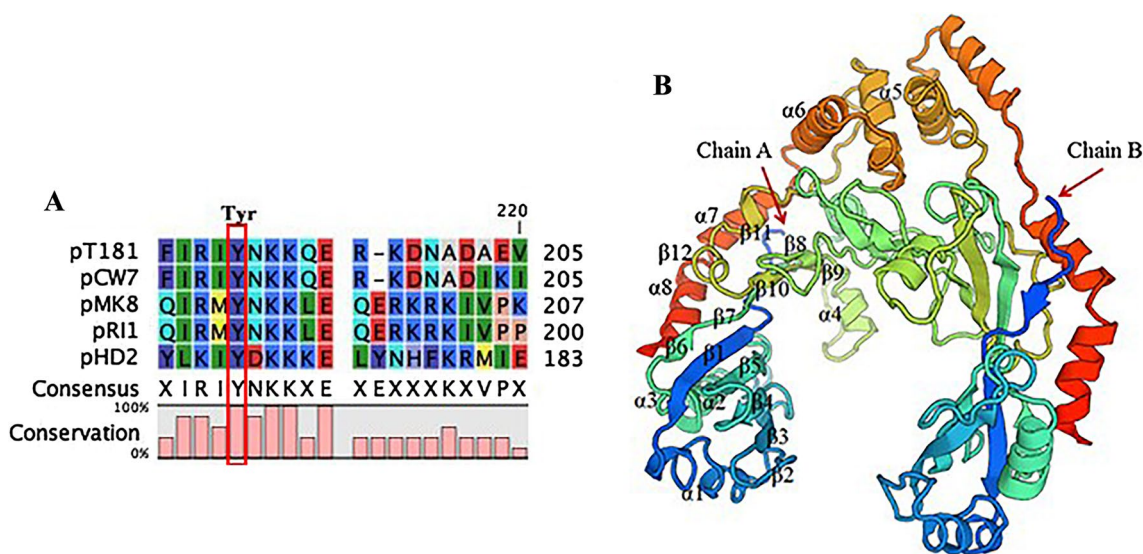 A
Tyr
220
pT181 FIRIYNKKQE R-KDNADAEV 205
pCW7 FIRIYNKKQE R-KDNADIKI 205
pMK8 QIRMYNKKLE QERKRKIVPK 207
pRI1 QIRMYNKKLE QERKRKIVPP 200
pHD2 YLKIYDKKKE LYNHFKRMIE 183
Consensus XIRIYNKKXE XEXXXKXVPX
100%
Conservation
0%
B
α5
α6
Chain A
Chain B
α7
β11
β8
β12
β9
α8
β10
α4
β7
β6
β1
β5
α3
α2
β4
β3
β2
α1